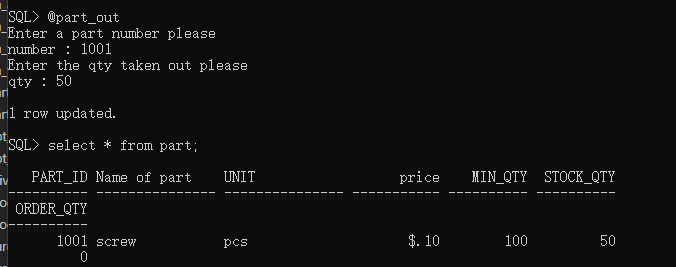 SQL> @part_out
Enter a part number please
number : 1001
Enter the qty taken out please
qty : 50
1 row updated.
SQL> select * from part;
PART_ID Name of part UNIT price MIN_QTY STOCK_QTY
---------- --------------- --------------- ----------- ---------- ----------
ORDER_QTY
----------
1001 screw pcs $.10 100 50
0